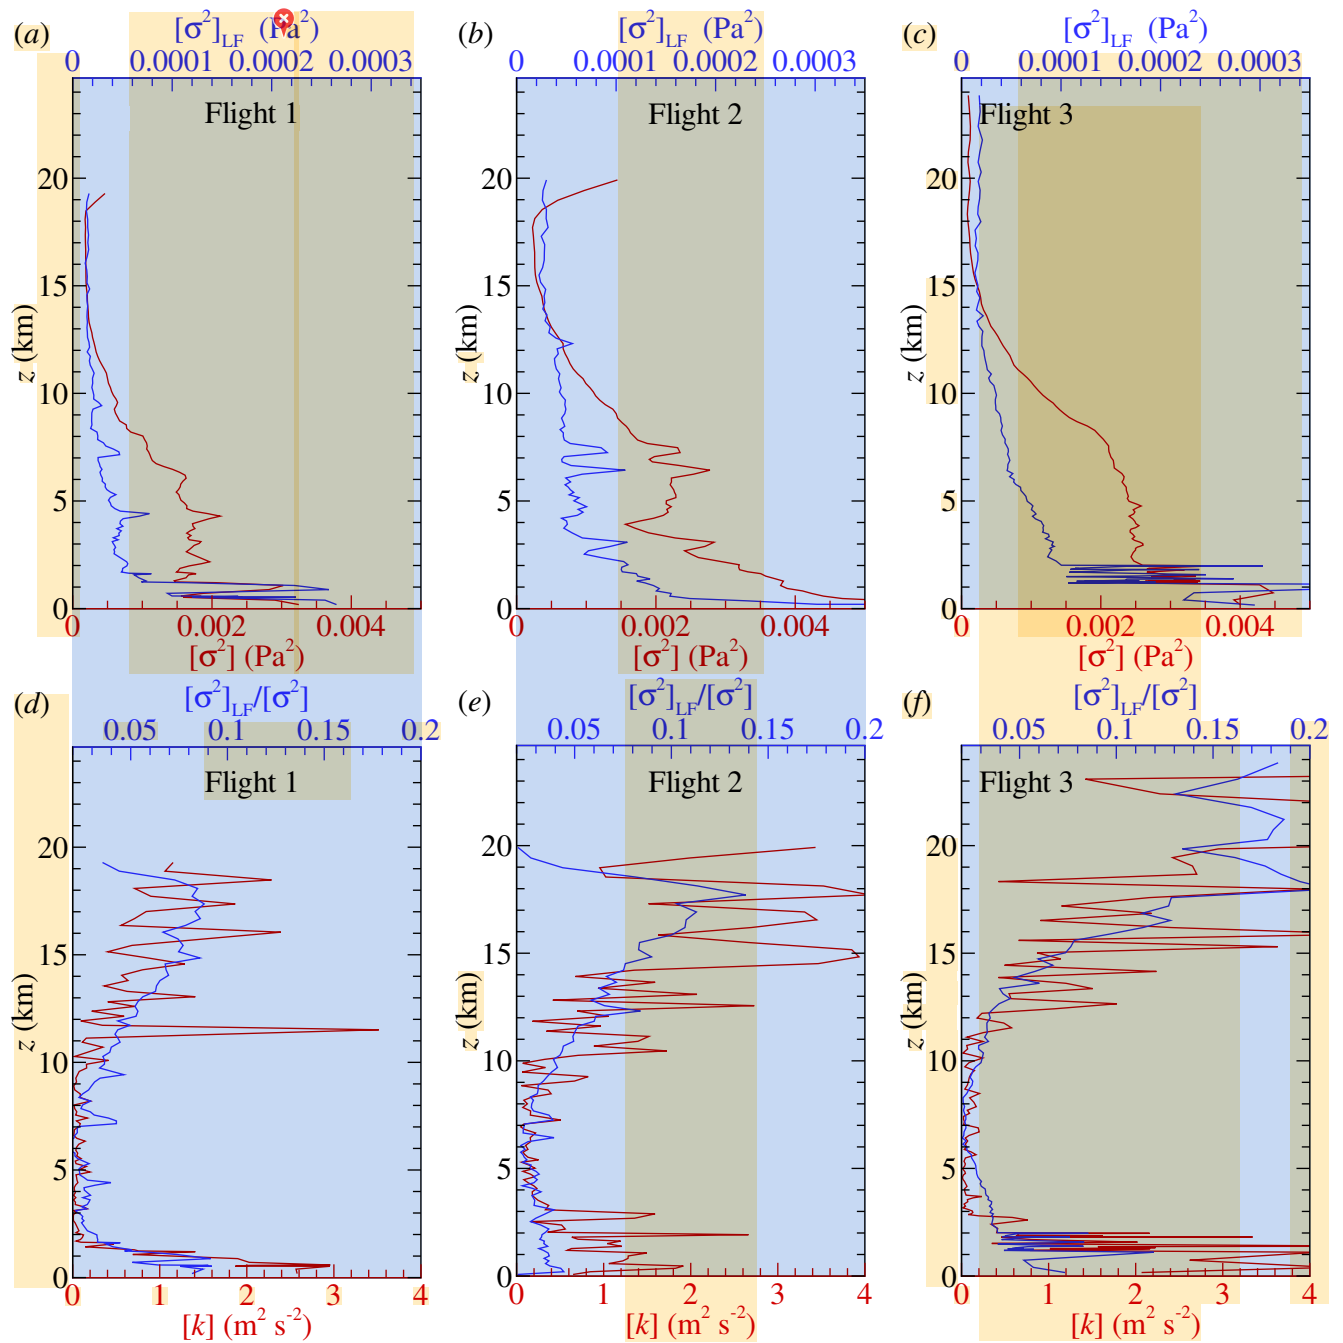 (a) [σ²]LF (Pa²) (b) [σ²]LF (Pa²) (c) [σ²]LF (Pa²)
0 0.0001 0.0002 0.0003 0 0.0001 0.0002 0.0003 0 0.0001 0.0002 0.0003
Flight 1 Flight 2 Flight 3
20 20 20
15 15 15
z (km) z (km) z (km)
10 10 10
5 5 5
0 0 0
0 0.002 0.004 0 0.002 0.004 0 0.002 0.004
[σ²] (Pa²) [σ²] (Pa²) [σ²] (Pa²)
(d) [σ²]LF/[σ²] (e) [σ²]LF/[σ²] [σ²]LF/[σ²] (f)
0.05 0.1 0.15 0.2 0.05 0.1 0.15 0.2 0.05 0.1 0.15 0.2
Flight 1 Flight 2 Flight 3
20 20 20
15 15 15
z (km) z (km) z (km)
10 10 10
5 5 5
0 0 0
0 1 2 3 4 0 1 2 3 4 0 1 2 3 4
[k] (m² s⁻²) [k] (m² s⁻²) [k] (m² s⁻²)